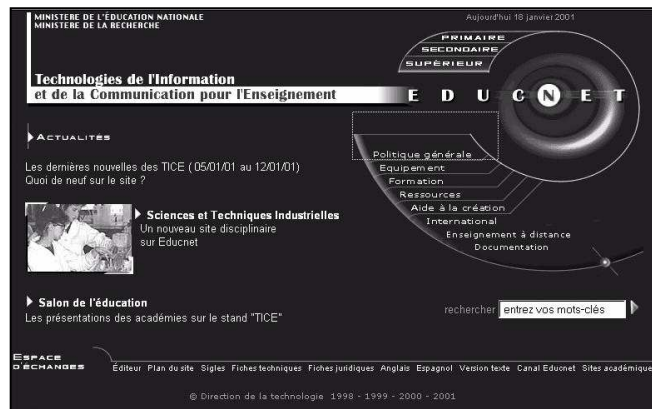 MINISTERE DE L'ÉDUCATION NATIONALE
MINISTERE DE LA RECHERCHE
Aujourd'hui 18 janvier 2001
PRIMAIRE
SECONDAIRE
SUPÉRIEUR
Technologies de l'Information
et de la Communication pour l'Enseignement
EDUCNET
ACTUALITÉS
Les dernières nouvelles des TICE ( 05/01/01 au 12/01/01)
Quoi de neuf sur le site ?
Sciences et Techniques Industrielles
Un nouveau site disciplinaire
sur Educnet
Politique générale
Equipement
Formation
Ressources
Aide à la création
International
Enseignement à distance
Documentation
Salon de l'éducation
Les présentations des académies sur le stand "TICE"
rechercher entrez vos mots-clés
ESPACE
D'ÉCHANGES
Éditeur Plan du site Sigles Fiches techniques Fiches juridiques Anglais Espagnol Version texte Canal Educnet Sites académique
© Direction de la technologie 1998 - 1999 - 2000 - 2001